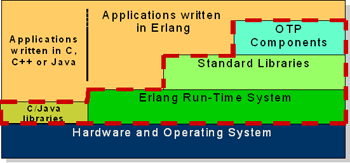 Applications
written in C,
C++ or Java
Applications written
in Erlang
OTP
Components
Standard Libraries
C/Java
libraries
Erlang Run-Time System
Hardware and Operating System